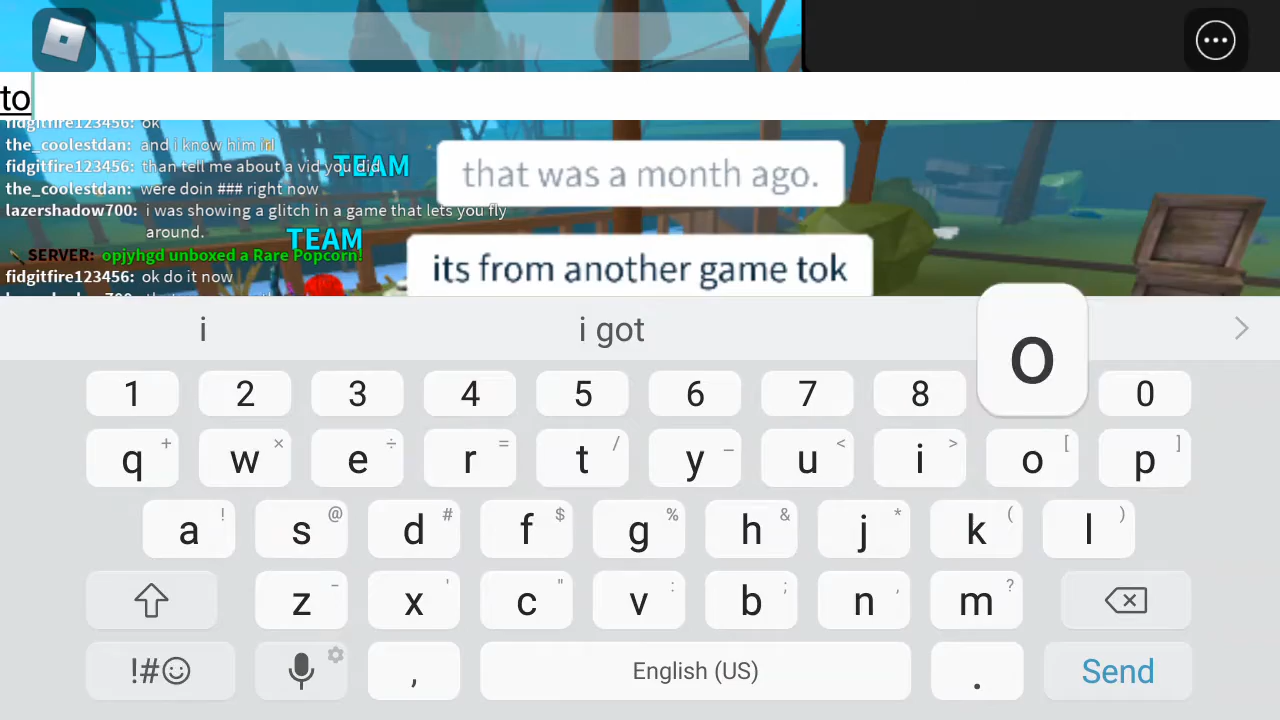 to
fidgitfire123456: ok
the_coolestdan: and i know him irl
fidgitfire123456: than tell me about a vid you did
TEAM
the_coolestdan: were doin ### right now
lazershadow700: i was showing a glitch in a game that lets you fly
around.
TEAM
SERVER: opjyhgd unboxed a Rare Popcorn!
fidgitfire123456: ok do it now
that was a month ago.
its from another game tok
i
i got
o
1 2 3 4 5 6 7 8 0
q + w × e ÷ r = t / y _ u < i > o [ p ]
a ! s @ d # f $ g % h & j * k ( l )
z - x ' c " v : b ; n , m ?
!#☺ , English (US) . Send